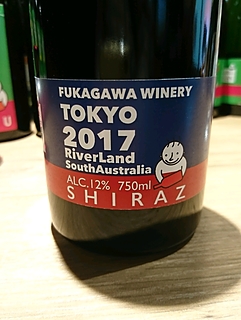 FUKAGAWA WINERY
TOKYO
2017
RiverLand
SouthAustralia
ALC.12% 750ml
SHIRAZ
U